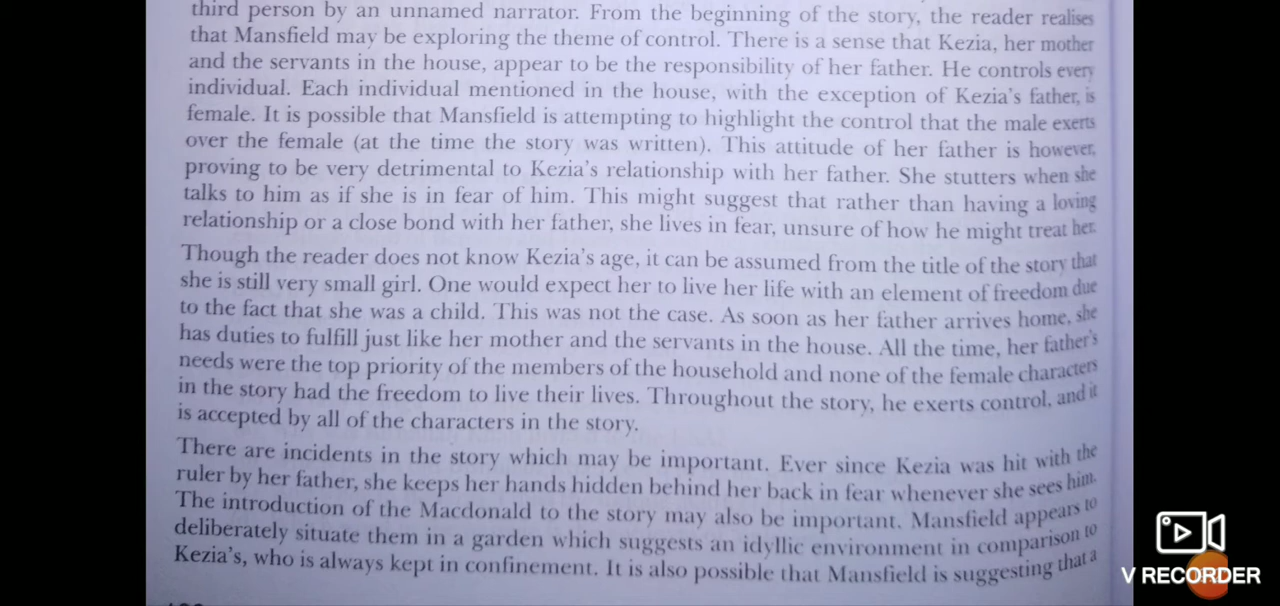 third person by an unnamed narrator. From the beginning of the story, the reader realises
that Mansfield may be exploring the theme of control. There is a sense that Kezia, her mother
and the servants in the house, appear to be the responsibility of her father. He controls every
individual. Each individual mentioned in the house, with the exception of Kezia's father, is
female. It is possible that Mansfield is attempting to highlight the control that the male exerts
over the female (at the time the story was written). This attitude of her father is however,
proving to be very detrimental to Kezia's relationship with her father. She stutters when she
talks to him as if she is in fear of him. This might suggest that rather than having a loving
relationship or a close bond with her father, she lives in fear, unsure of how he might treat her.
Though the reader does not know Kezia's age, it can be assumed from the title of the story that
she is still very small girl. One would expect her to live her life with an element of freedom due
to the fact that she was a child. This was not the case. As soon as her father arrives home, she
has duties to fulfill just like her mother and the servants in the house. All the time, her father's
needs were the top priority of the members of the household and none of the female characters
in the story had the freedom to live their lives. Throughout the story, he exerts control, and it
is accepted by all of the characters in the story.
There are incidents in the story which may be important. Ever since Kezia was hit with the
ruler by her father, she keeps her hands hidden behind her back in fear whenever she sees him.
The introduction of the Macdonald to the story may also be important. Mansfield appears to
deliberately situate them in a garden which suggests an idyllic environment in comparison to
Kezia's, who is always kept in confinement. It is also possible that Mansfield is suggesting that a
V RECORDER